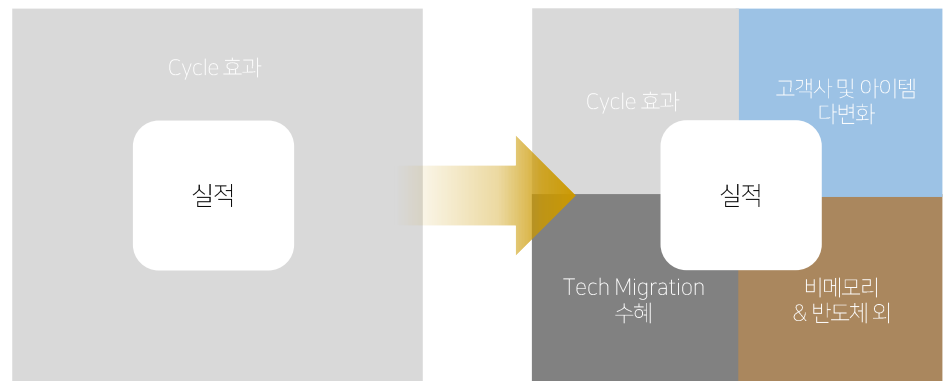 Cycle 효과
실적
Cycle 효과
고객사 및 아이템
다변화
실적
Tech Migration
수혜
비메모리
& 반도체 외